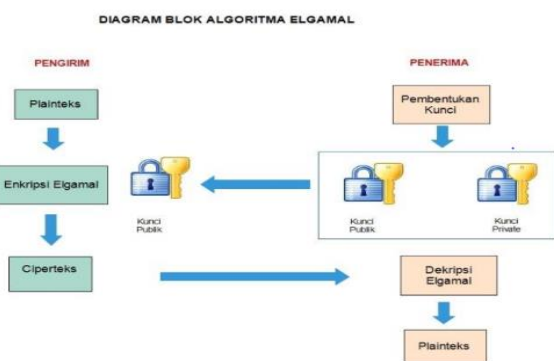 DIAGRAM BLOK ALGORITMA ELGAMAL
PENGIRIM
PENERIMA
Plainteks
Pembentukan
Kunci
Enkripsi Elgamal
Kunci
Publik
Kunci
Publik
Kunci
Private
Ciperteks
Dekripsi
Elgamal
Plainteks